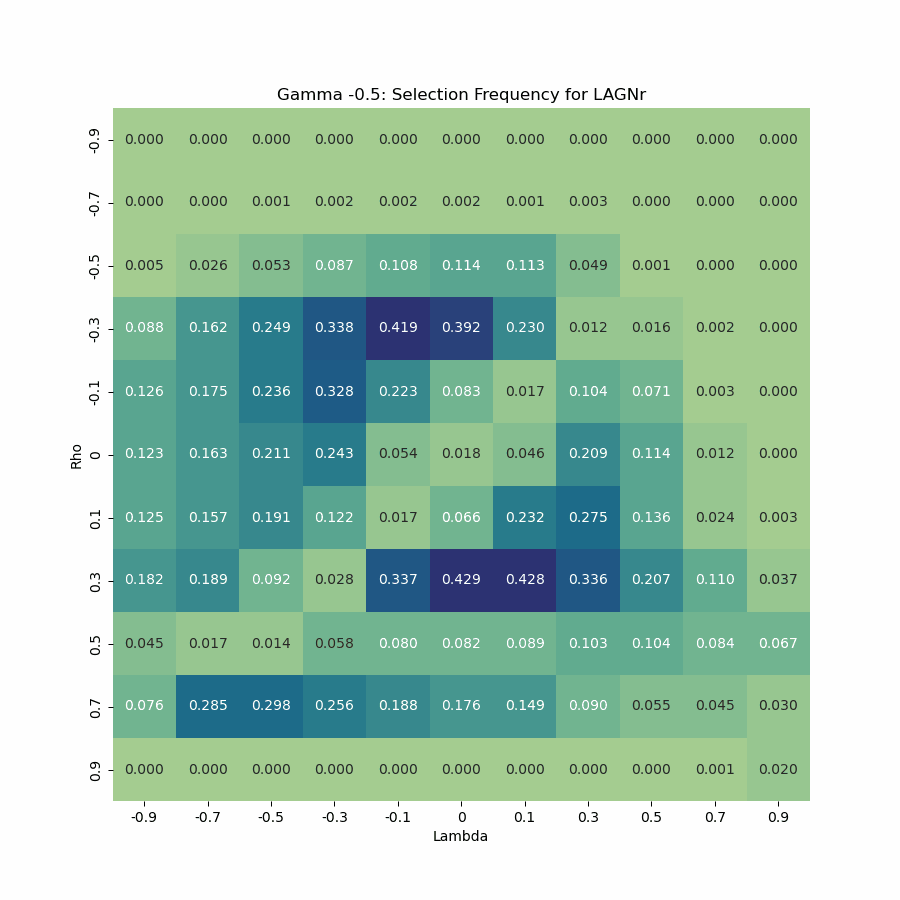 Gamma -0.5: Selection Frequency for LAGNr
-0.9 0.000 0.000 0.000 0.000 0.000 0.000 0.000 0.000 0.000 0.000 0.000
-0.7 0.000 0.000 0.001 0.002 0.002 0.002 0.001 0.003 0.000 0.000 0.000
-0.5 0.005 0.026 0.053 0.087 0.108 0.114 0.113 0.049 0.001 0.000 0.000
-0.3 0.088 0.162 0.249 0.338 0.419 0.392 0.230 0.012 0.016 0.002 0.000
-0.1 0.126 0.175 0.236 0.328 0.223 0.083 0.017 0.104 0.071 0.003 0.000
Rho
0 0.123 0.163 0.211 0.243 0.054 0.018 0.046 0.209 0.114 0.012 0.000
0.1 0.125 0.157 0.191 0.122 0.017 0.066 0.232 0.275 0.136 0.024 0.003
0.3 0.182 0.189 0.092 0.028 0.337 0.429 0.428 0.336 0.207 0.110 0.037
0.5 0.045 0.017 0.014 0.058 0.080 0.082 0.089 0.103 0.104 0.084 0.067
0.7 0.076 0.285 0.298 0.256 0.188 0.176 0.149 0.090 0.055 0.045 0.030
0.9 0.000 0.000 0.000 0.000 0.000 0.000 0.000 0.000 0.000 0.001 0.020
-0.9 -0.7 -0.5 -0.3 -0.1 0 0.1 0.3 0.5 0.7 0.9
Lambda